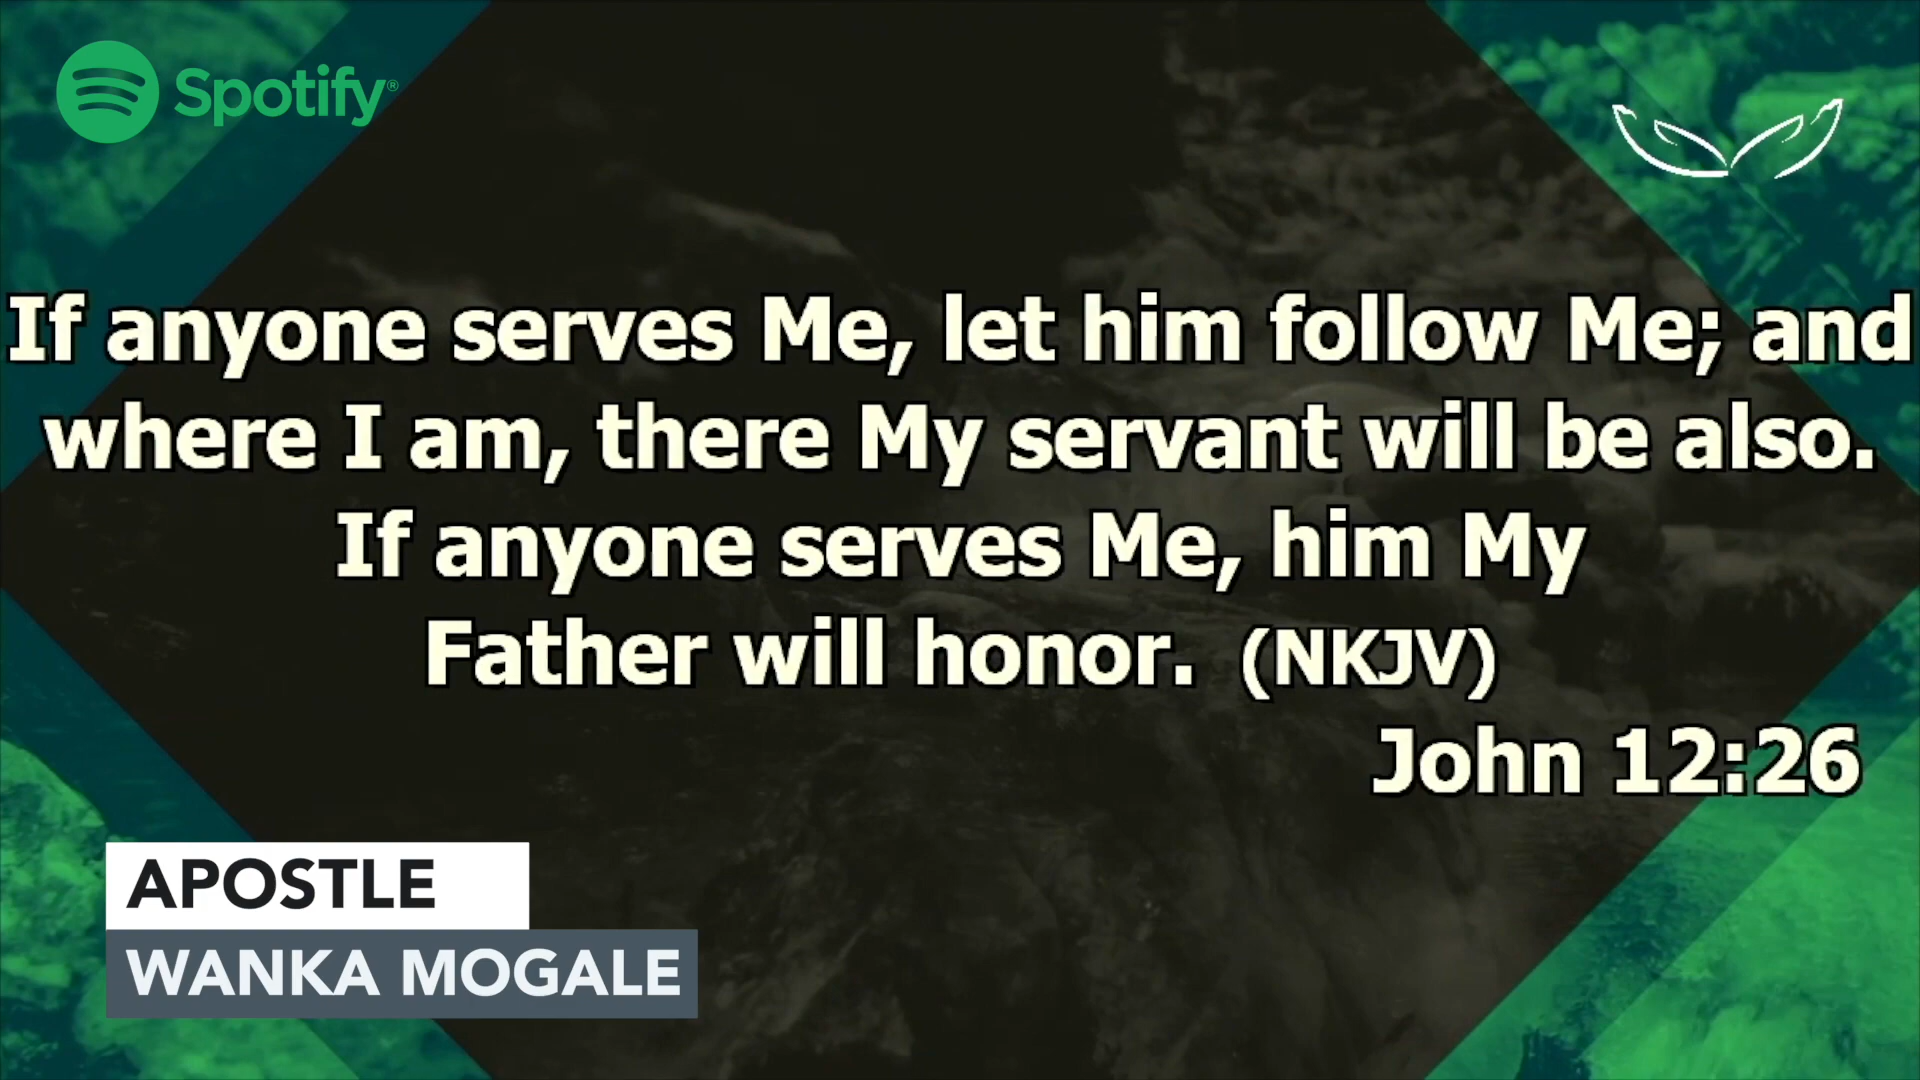 Spotify®
If anyone serves Me, let him follow Me; and
where I am, there My servant will be also.
If anyone serves Me, him My
Father will honor. (NKJV)
John 12:26
APOSTLE
WANKA MOGALE